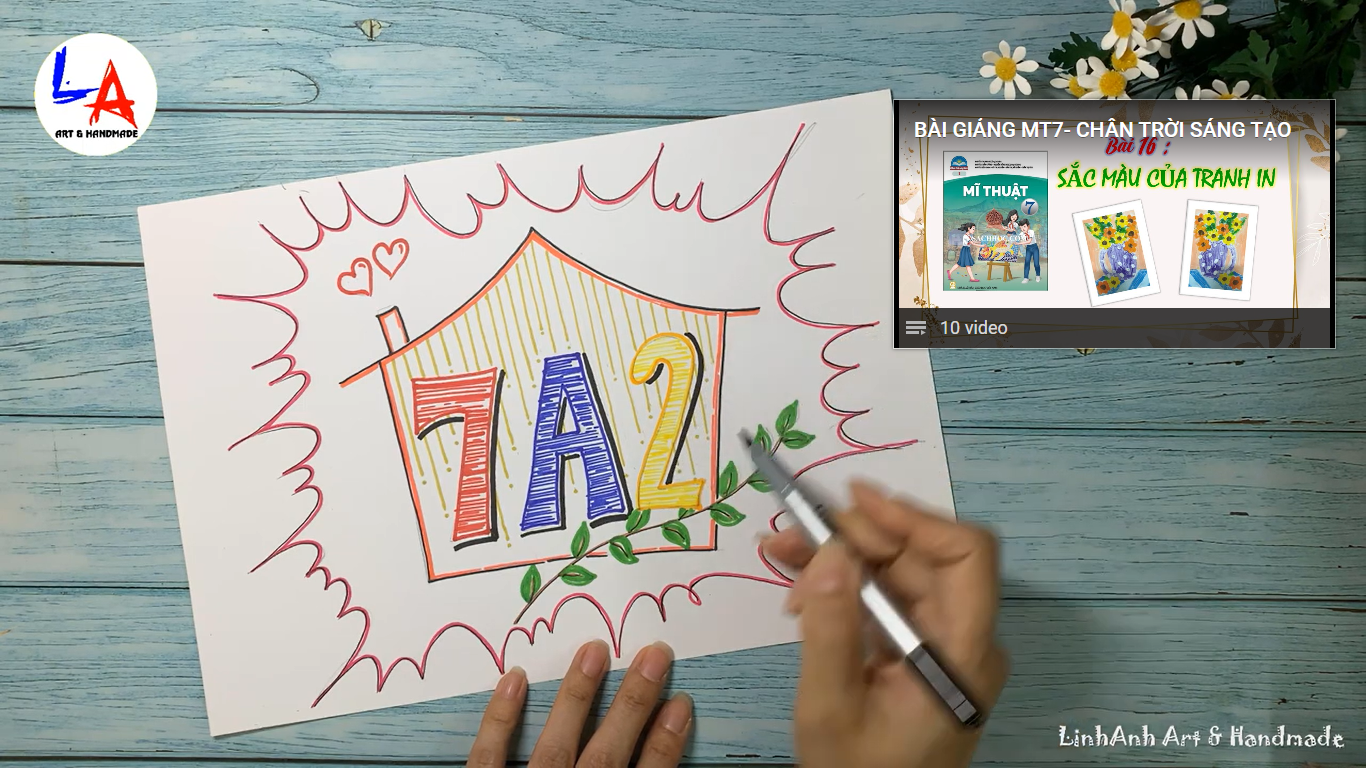 LA
ART & HANDMADE
BÀI GIẢNG MT7- CHÂN TRỜI SÁNG TẠO
Bài 16 :
SẮC MÀU CỦA TRANH IN
MĨ THUẬT
7
10 video
7A2
LinhAnh Art & Handmade